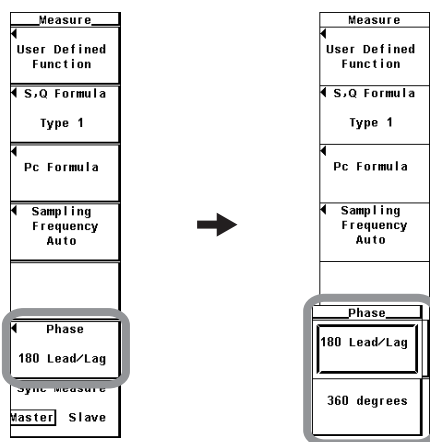 Measure
User Defined
Function
S,Q Formula
Type 1
Pc Formula
Sampling
Frequency
Auto
Phase
180 Lead/Lag
Sync Measure
Master Slave
Measure
User Defined
Function
S,Q Formula
Type 1
Pc Formula
Sampling
Frequency
Auto
Phase
180 Lead/Lag
360 degrees